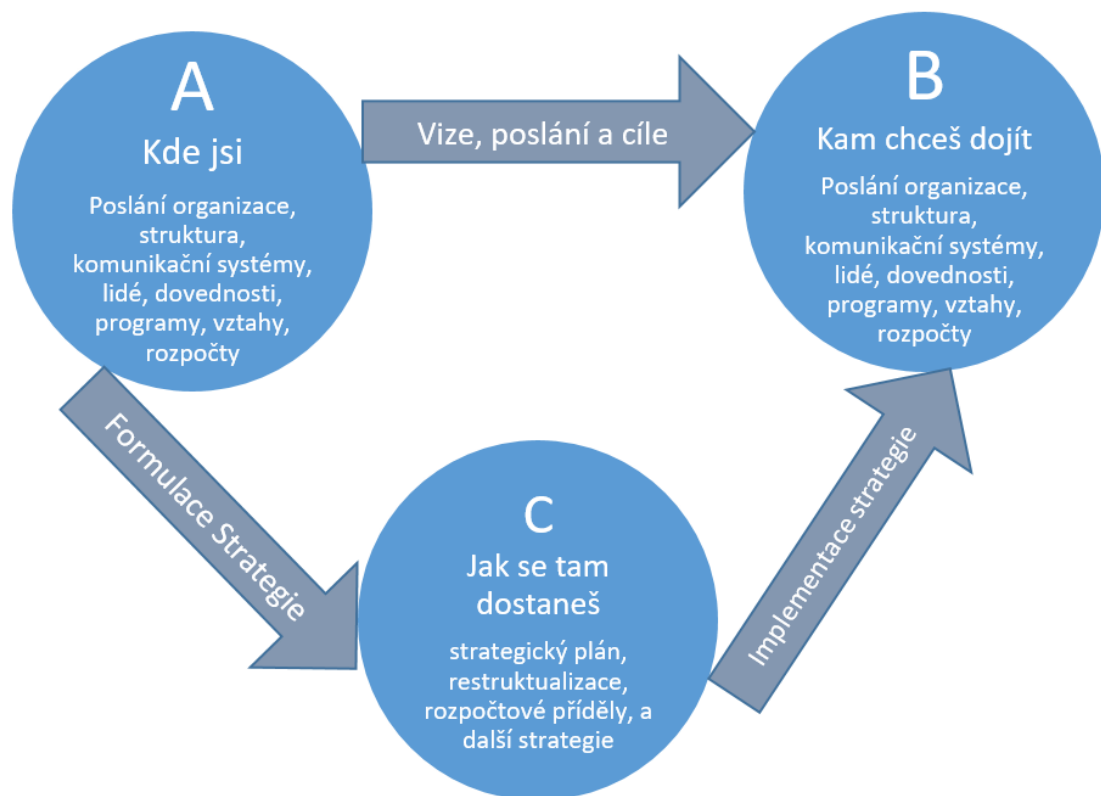 A
Kde jsi
Poslání organizace,
struktura,
komunikační systémy,
lidé, dovednosti,
programy, vztahy,
rozpočty
Vize, poslání a cíle
B
Kam chceš dojít
Poslání organizace,
struktura,
komunikační systémy,
lidé, dovednosti,
programy, vztahy,
rozpočty
Formulace Strategie
C
Jak se tam
dostaneš
strategický plán,
restruktualizace,
rozpočtové příděly, a
další strategie
Implementace strategie